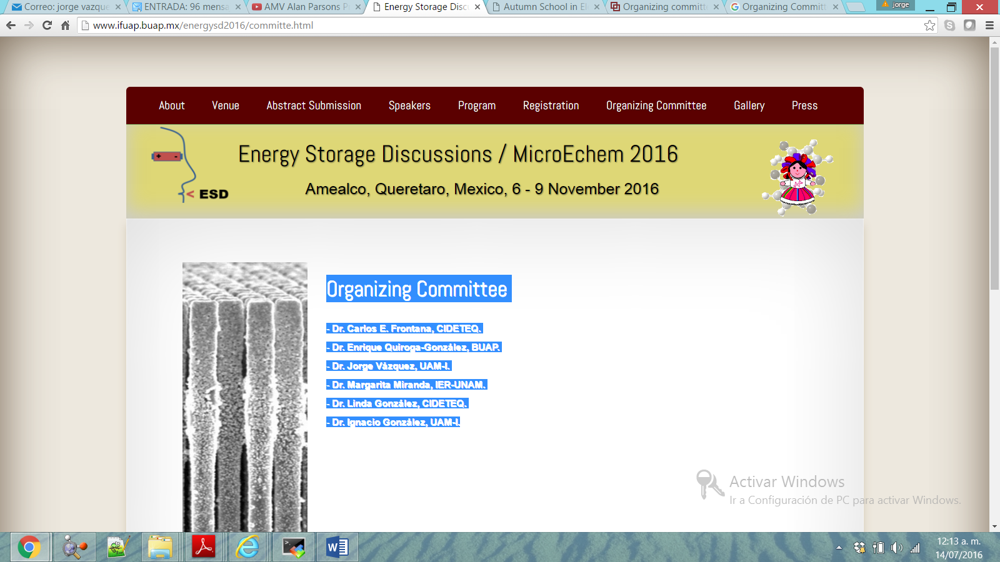 Correo: jorge vazque
ENTRADA: 96 mensa
AMV Alan Parsons P
Energy Storage Disc
Autumn School in El
Organizing committe
Organizing Committ
jorge
www.ifuap.buap.mx/energysd2016/committe.html
About Venue Abstract Submission Speakers Program Registration Organizing Committee Gallery Press
Energy Storage Discussions / MicroEchem 2016
Amealco, Queretaro, Mexico, 6 - 9 November 2016
+ -
< ESD
Organizing Committee
- Dr. Carlos E. Frontana, CIDETEQ.
- Dr. Enrique Quiroga-González, BUAP.
- Dr. Jorge Vázquez, UAM-I.
- Dr. Margarita Miranda, IER-UNAM.
- Dr. Linda González, CIDETEQ.
- Dr. Ignacio González, UAM-I.
Activar Windows
Ir a Configuración de PC para activar Windows.
12:13 a. m.
14/07/2016